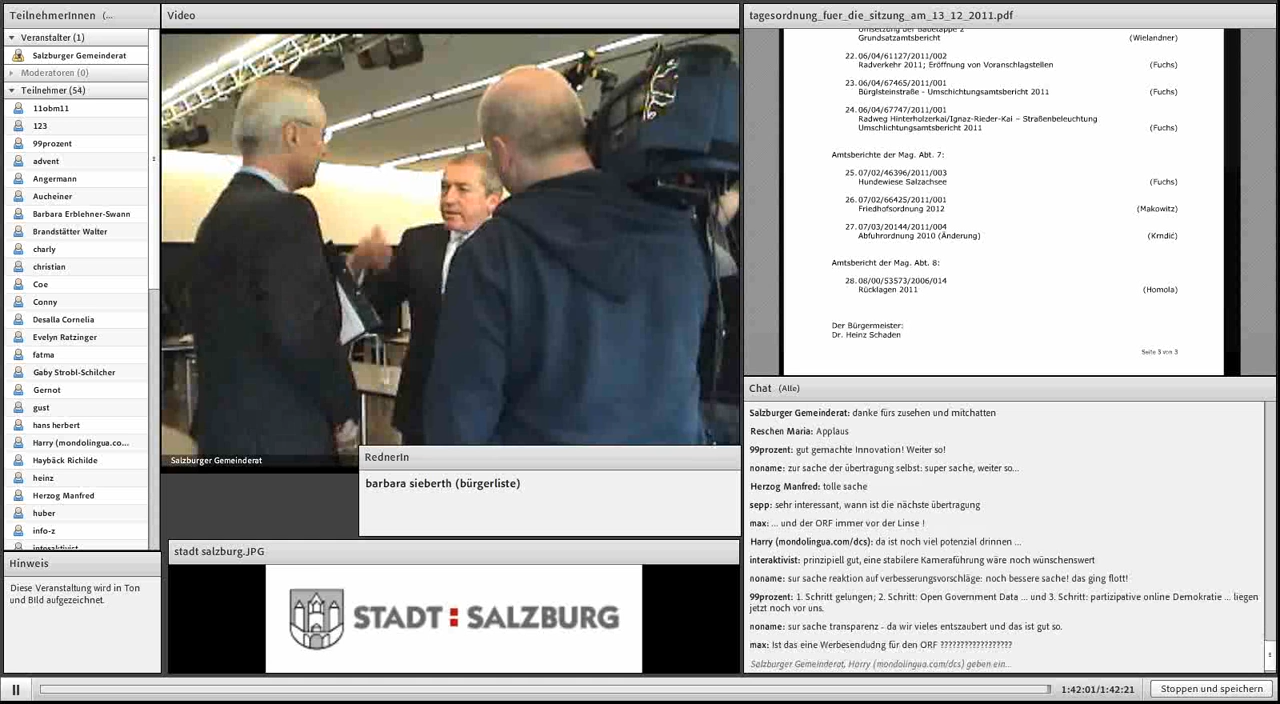 TeilnehmerInnen (...
Veranstalter (1)
Salzburger Gemeinderat
Moderatoren (0)
Teilnehmer (54)
11obm11
123
99prozent
advent
Angermann
Aucheiner
Barbara Erblehner-Swann
Brandstätter Walter
charly
christian
Coe
Conny
Desalla Cornelia
Evelyn Ratzinger
fatma
Gaby Strobl-Schilcher
Gernot
gust
hans herbert
Harry (mondolingua.co...
Haybäck Richilde
heinz
Herzog Manfred
huber
info-z
interaktivist
Hinweis
Diese Veranstaltung wird in Ton
und BIld aufgezeichnet.
Video
Salzburger Gemeinderat
RednerIn
barbara sieberth (bürgerliste)
stadt salzburg.JPG
STADT:SALZBURG
tagesordnung_fuer_die_sitzung_am_13_12_2011.pdf
Umsetzung der Bauetappe 2
Grundsatzamtsbericht (Wielandner)
22. 06/04/61127/2011/002
Radverkehr 2011; Eröffnung von Voranschlagstellen (Fuchs)
23. 06/04/67465/2011/001
Bürglsteinstraße - Umschichtungsamtsbericht 2011 (Fuchs)
24. 06/04/67747/2011/001
Radweg Hinterholzerkai/Ignaz-Rieder-Kai – Straßenbeleuchtung
Umschlichtungsamtsbericht 2011 (Fuchs)
Amtsberichte der Mag. Abt. 7:
25. 07/02/46396/2011/003
Hundewiese Salzachsee (Fuchs)
26. 07/02/66425/2011/001
Friedhofsordnung 2012 (Makowitz)
27. 07/03/20144/2011/004
Abfuhrordnung 2010 (Änderung) (Krndić)
Amtsbericht der Mag. Abt. 8:
28. 08/00/53573/2006/014
Rücklagen 2011 (Homola)
Der Bürgermeister:
Dr. Heinz Schaden
Seite 3 von 3
Chat (Alle)
Salzburger Gemeinderat: danke fürs zusehen und mitchatten
Reschen Maria: Applaus
99prozent: gut gemachte Innovation! Weiter so!
noname: zur sache der übertragung selbst: super sache, weiter so...
Herzog Manfred: tolle sache
sepp: sehr interessant, wann ist die nächste übertragung
max: ... und der ORF immer vor der Linse !
Harry (mondolingua.com/dcs): da ist noch viel potenzial drinnen ...
interaktivist: prinzipiell gut, eine stabilere Kameraführung wäre noch wünschenswert
noname: sur sache reaktion auf verbesserungsvorschläge: noch bessere sache! das ging flott!
99prozent: 1. Schritt gelungen; 2. Schritt: Open Government Data ... und 3. Schritt: partizipative online Demokratie ... liegen
jetzt noch vor uns.
noname: sur sache transparenz - da wir vieles entszaubert und das ist gut so.
max: Ist das eine Werbesendudng für den ORF ??????????????????
Salzburger Gemeinderat, Harry (mondolingua.com/dcs) geben ein...
1:42:01/1:42:21
Stoppen und speichern